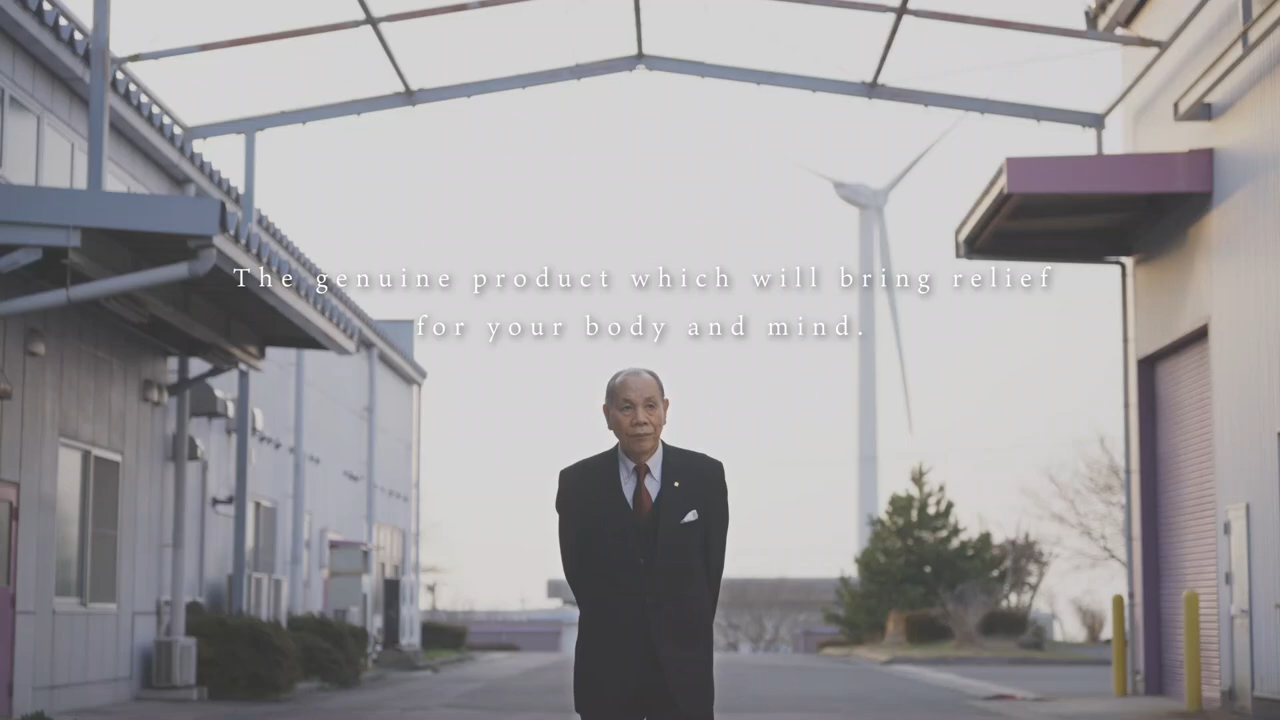 The genuine product which will bring relief
for your body and mind.